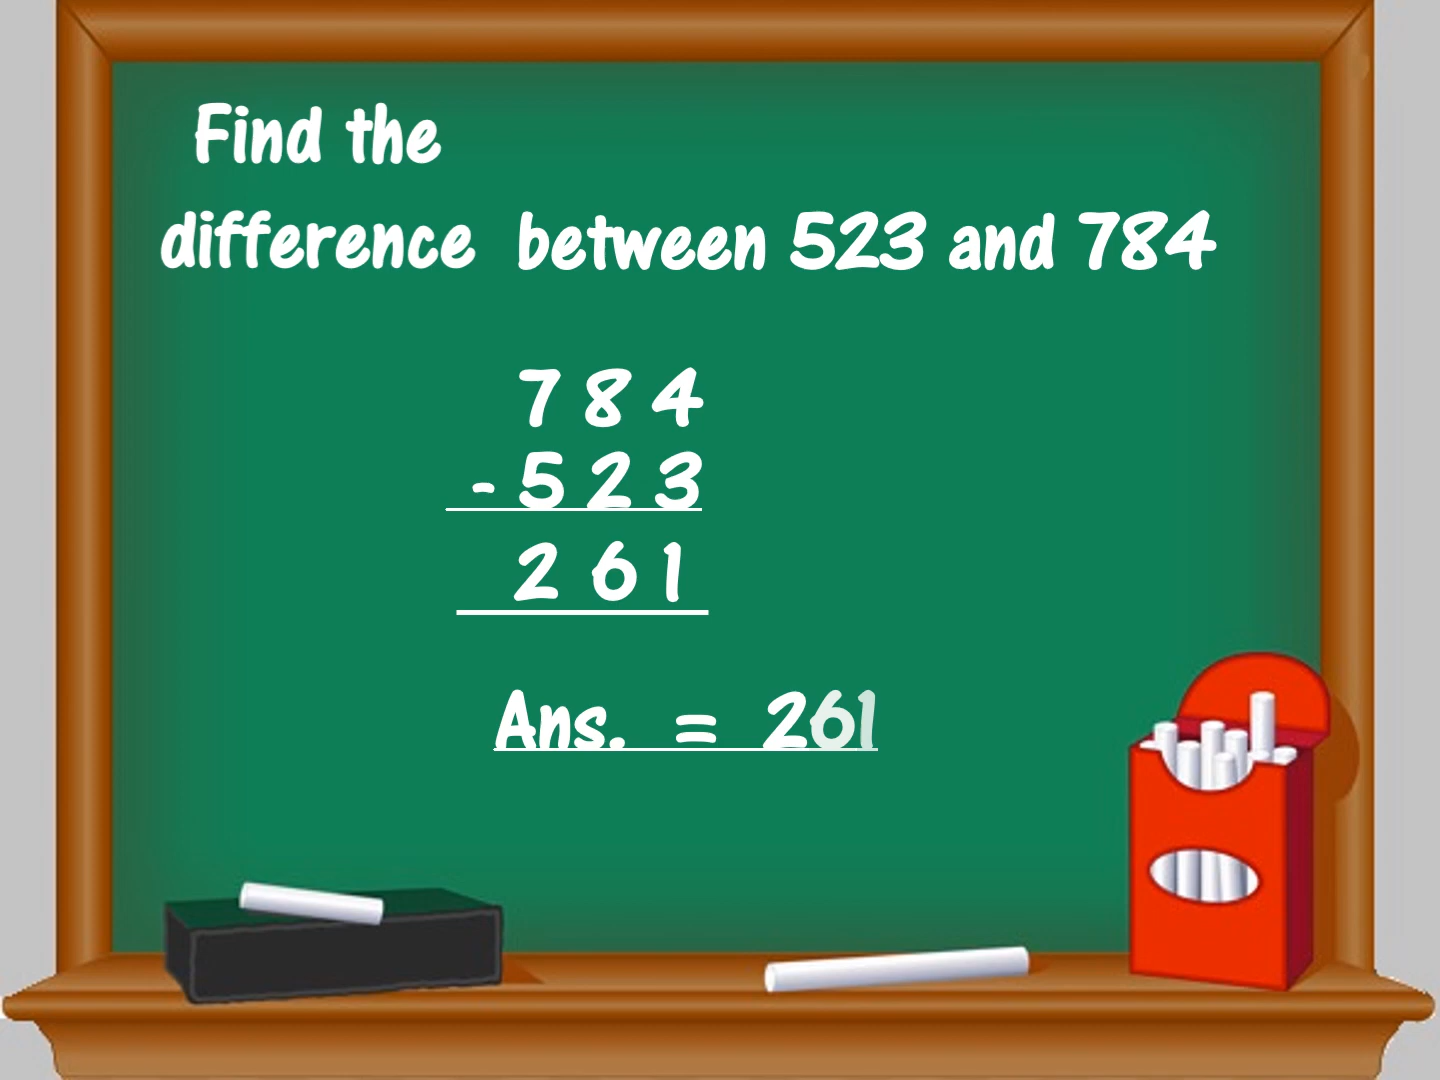 Find the
difference between 523 and 784
7 8 4
- 5 2 3
2 6 1
Ans. = 261